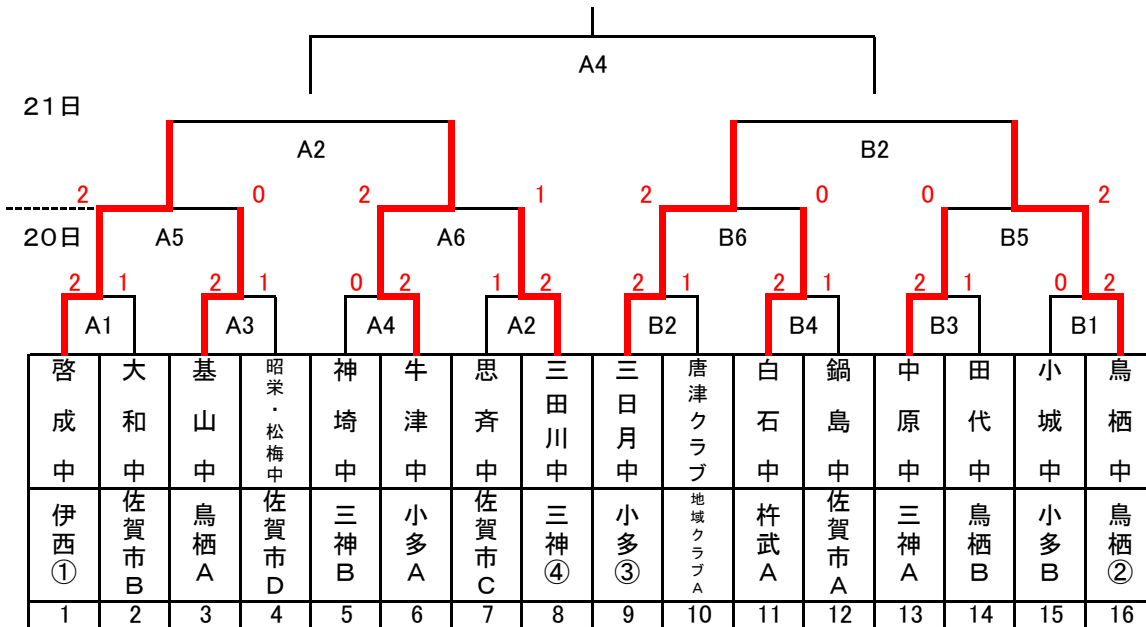 A4
21日
A2 B2
2 0 2 1 2 0 0 2
20日 A5 A6 B6 B5
2 1 2 1 0 2 1 2 2 1 2 1 2 1 0 2
A1 A3 A4 A2 B2 B4 B3 B1
啓成中 大和中 基山中 昭栄・松梅中 神埼中 牛津中 思斉中 三田川中 三日月中 唐津クラブ 白石中 鍋島中 中原中 田代中 小城中 鳥栖中
伊西① 佐賀市B 鳥栖A 佐賀市D 三神B 小多A 佐賀市C 三神④ 小多③ 地域クラブA 杵武A 佐賀市A 三神A 鳥栖B 小多B 鳥栖②
1 2 3 4 5 6 7 8 9 10 11 12 13 14 15 16